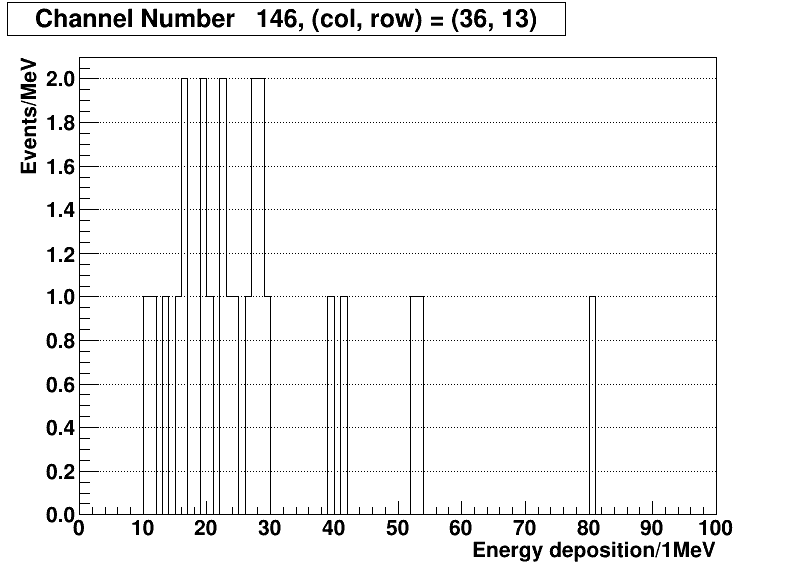 Channel Number   146, (col, row) = (36, 13)
Events/MeV
2.0
1.8
1.6
1.4
1.2
1.0
0.8
0.6
0.4
0.2
0.0
0 10 20 30 40 50 60 70 80 90 100
Energy deposition/1MeV